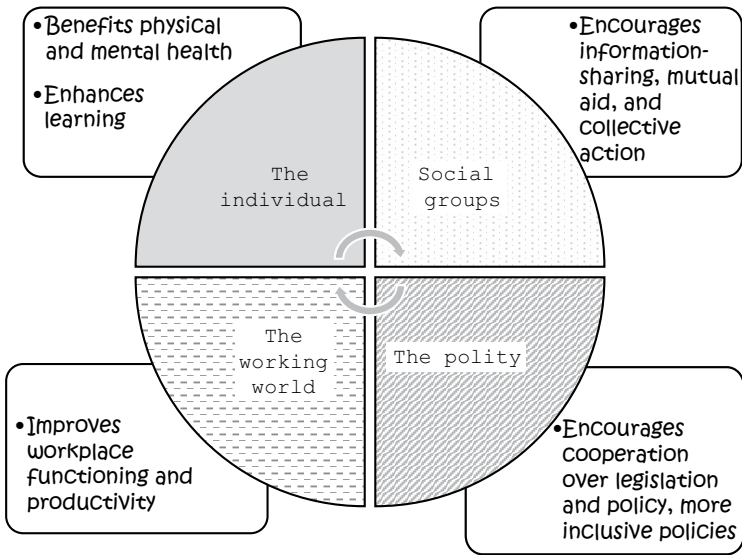 •Benefits physical
and mental health
•Enhances
learning
•Encourages
information-
sharing, mutual
aid, and
collective
action
The
individual
Social
groups
The
working
world
The polity
•Improves
workplace
functioning and
productivity
•Encourages
cooperation
over legislation
and policy, more
inclusive policies